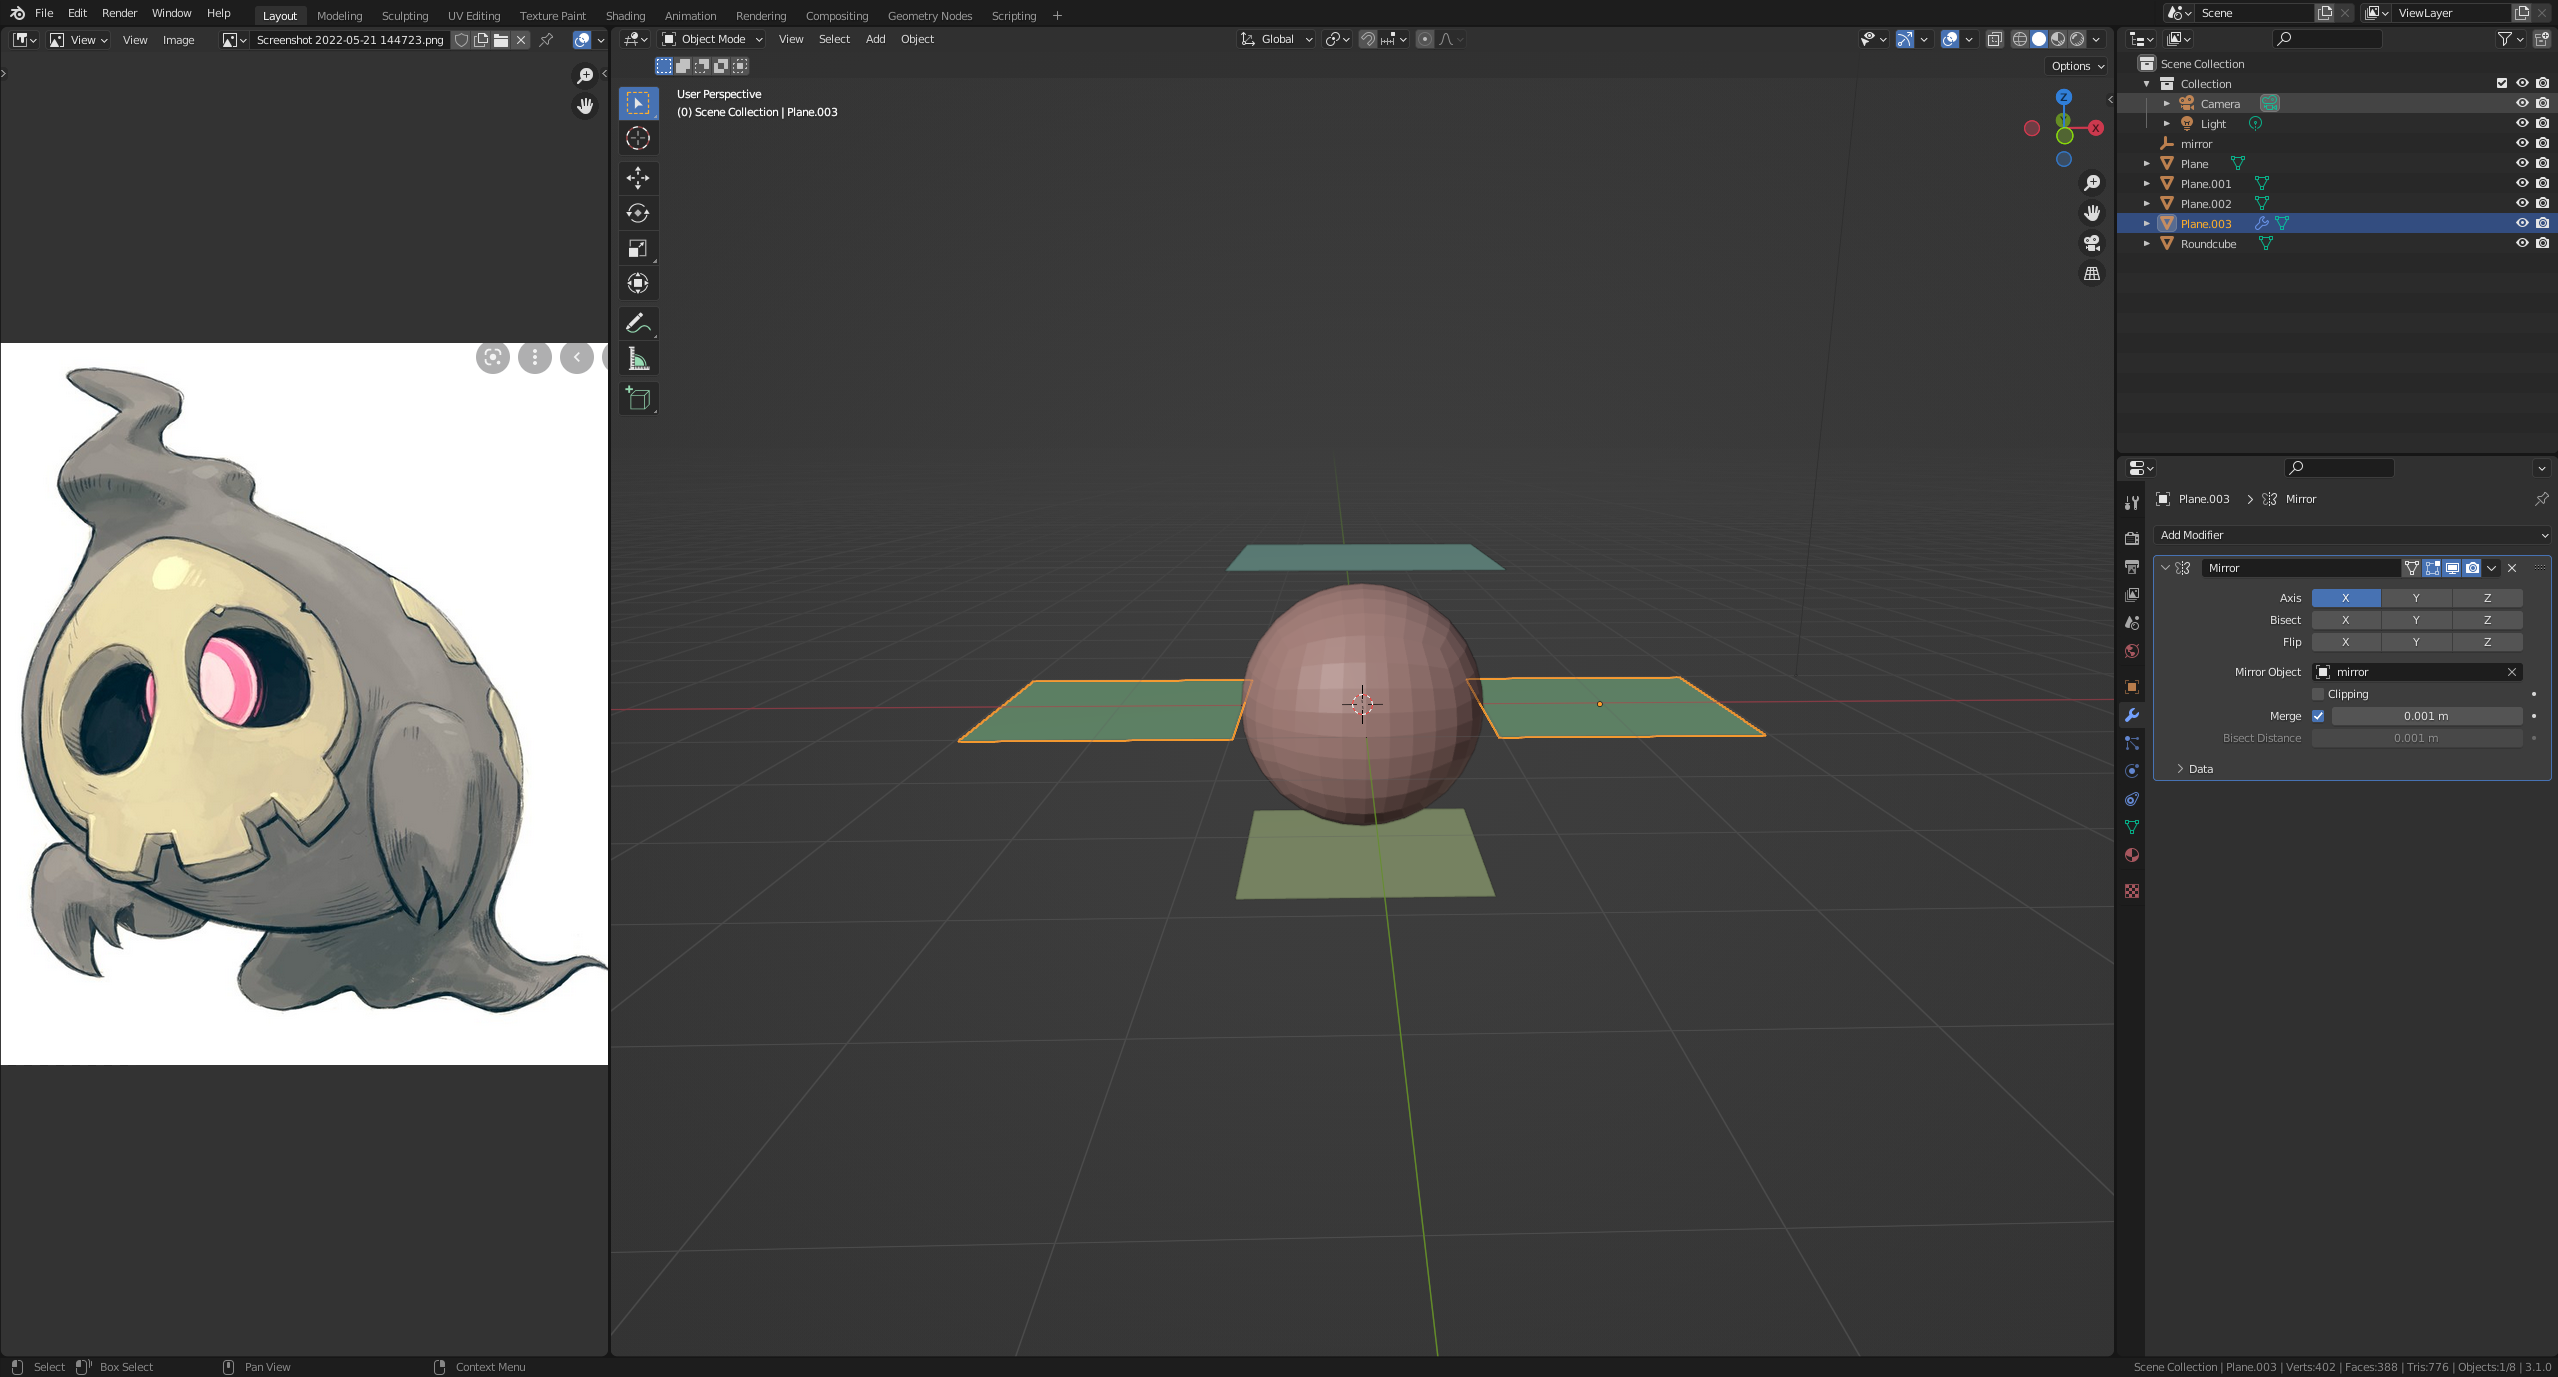 File Edit Render Window Help Layout Modeling Sculpting UV Editing Texture Paint Shading Animation Rendering Compositing Geometry Nodes Scripting + Scene ViewLayer
View View Image Screenshot 2022-05-21 144723.png
Object Mode View Select Add Object Global
Options
User Perspective
(0) Scene Collection | Plane.003
Z
X
Scene Collection
Collection
Camera
Light
mirror
Plane
Plane.001
Plane.002
Plane.003
Roundcube
Plane.003 Mirror
Add Modifier
Mirror
Axis X Y Z
Bisect X Y Z
Flip X Y Z
Mirror Object mirror
Clipping
Merge 0.001 m
Bisect Distance 0.001 m
Data
Select Box Select Pan View Context Menu
Scene Collection | Plane.003 | Verts:402 | Faces:388 | Tris:776 | Objects:1/8 | 3.1.0